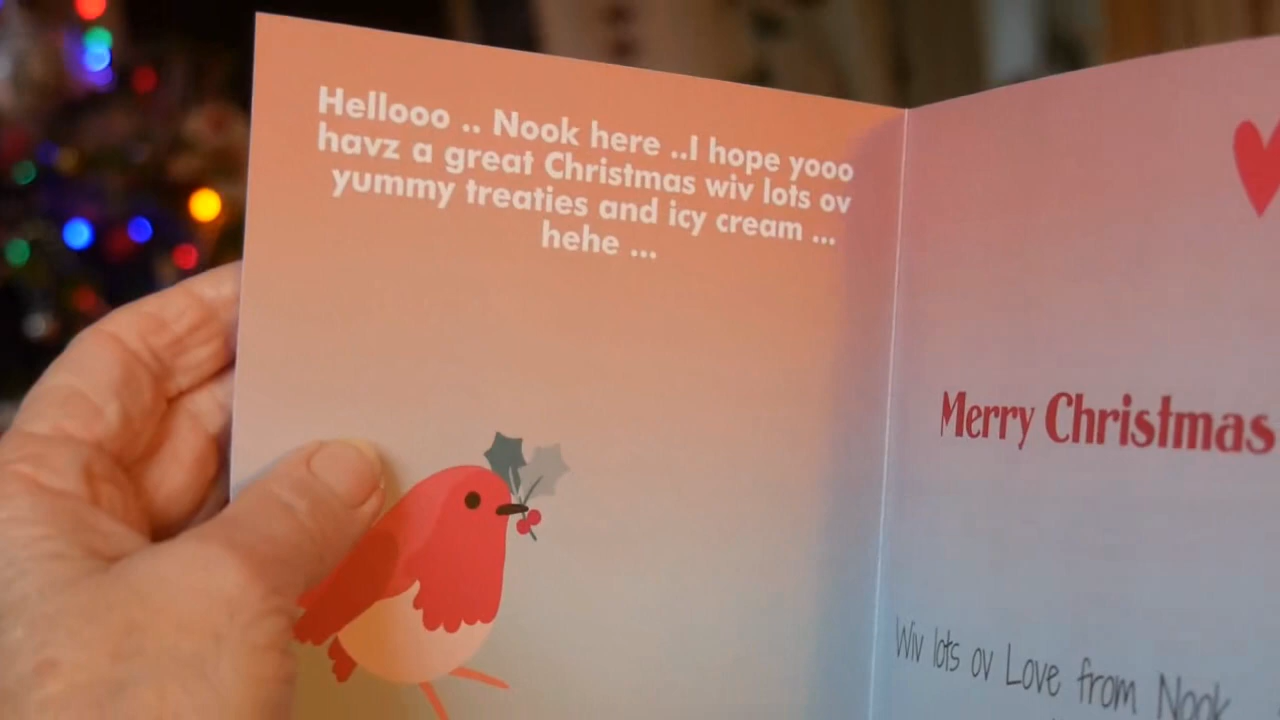 Hellooo .. Nook here ..I hope yooo
havz a great Christmas wiv lots ov
yummy treaties and icy cream ...
hehe ...
Merry Christmas
Wiv lots ov Love from Nook